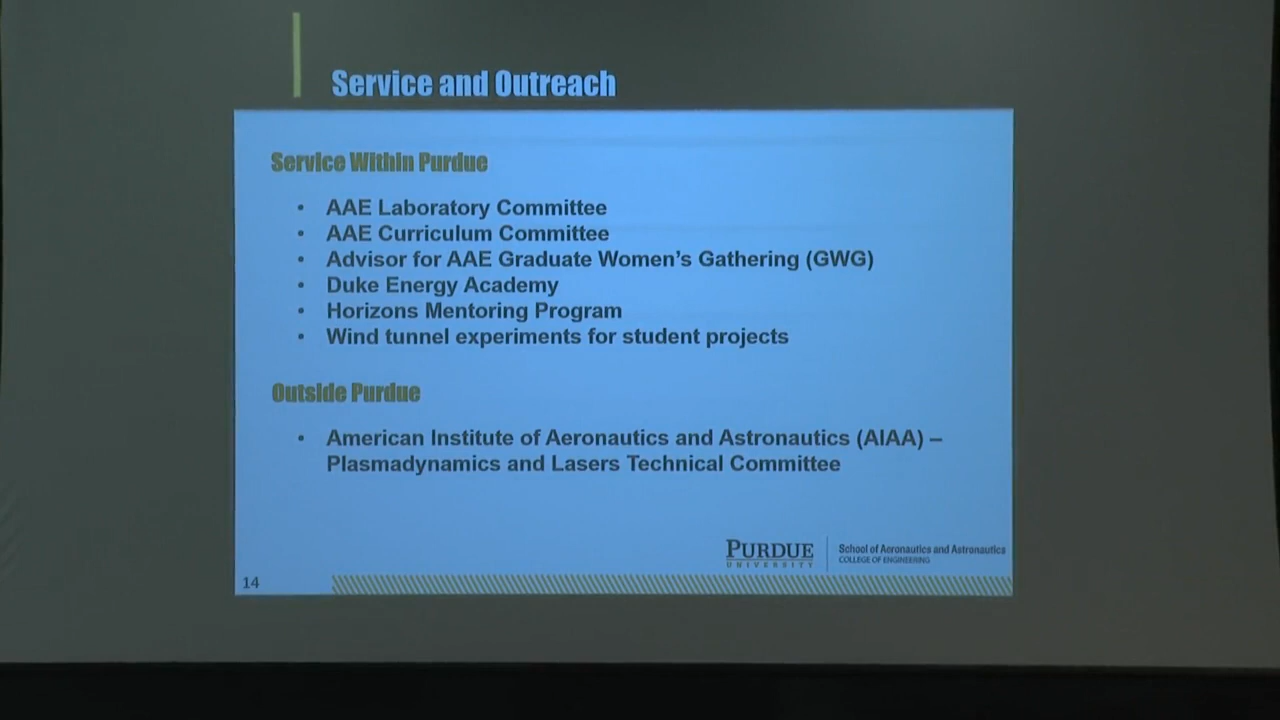 Service and Outreach
Service Within Purdue
• AAE Laboratory Committee
• AAE Curriculum Committee
• Advisor for AAE Graduate Women's Gathering (GWG)
• Duke Energy Academy
• Horizons Mentoring Program
• Wind tunnel experiments for student projects
Outside Purdue
• American Institute of Aeronautics and Astronautics (AIAA) –
Plasmadynamics and Lasers Technical Committee
PURDUE
UNIVERSITY
School of Aeronautics and Astronautics
COLLEGE OF ENGINEERING
14